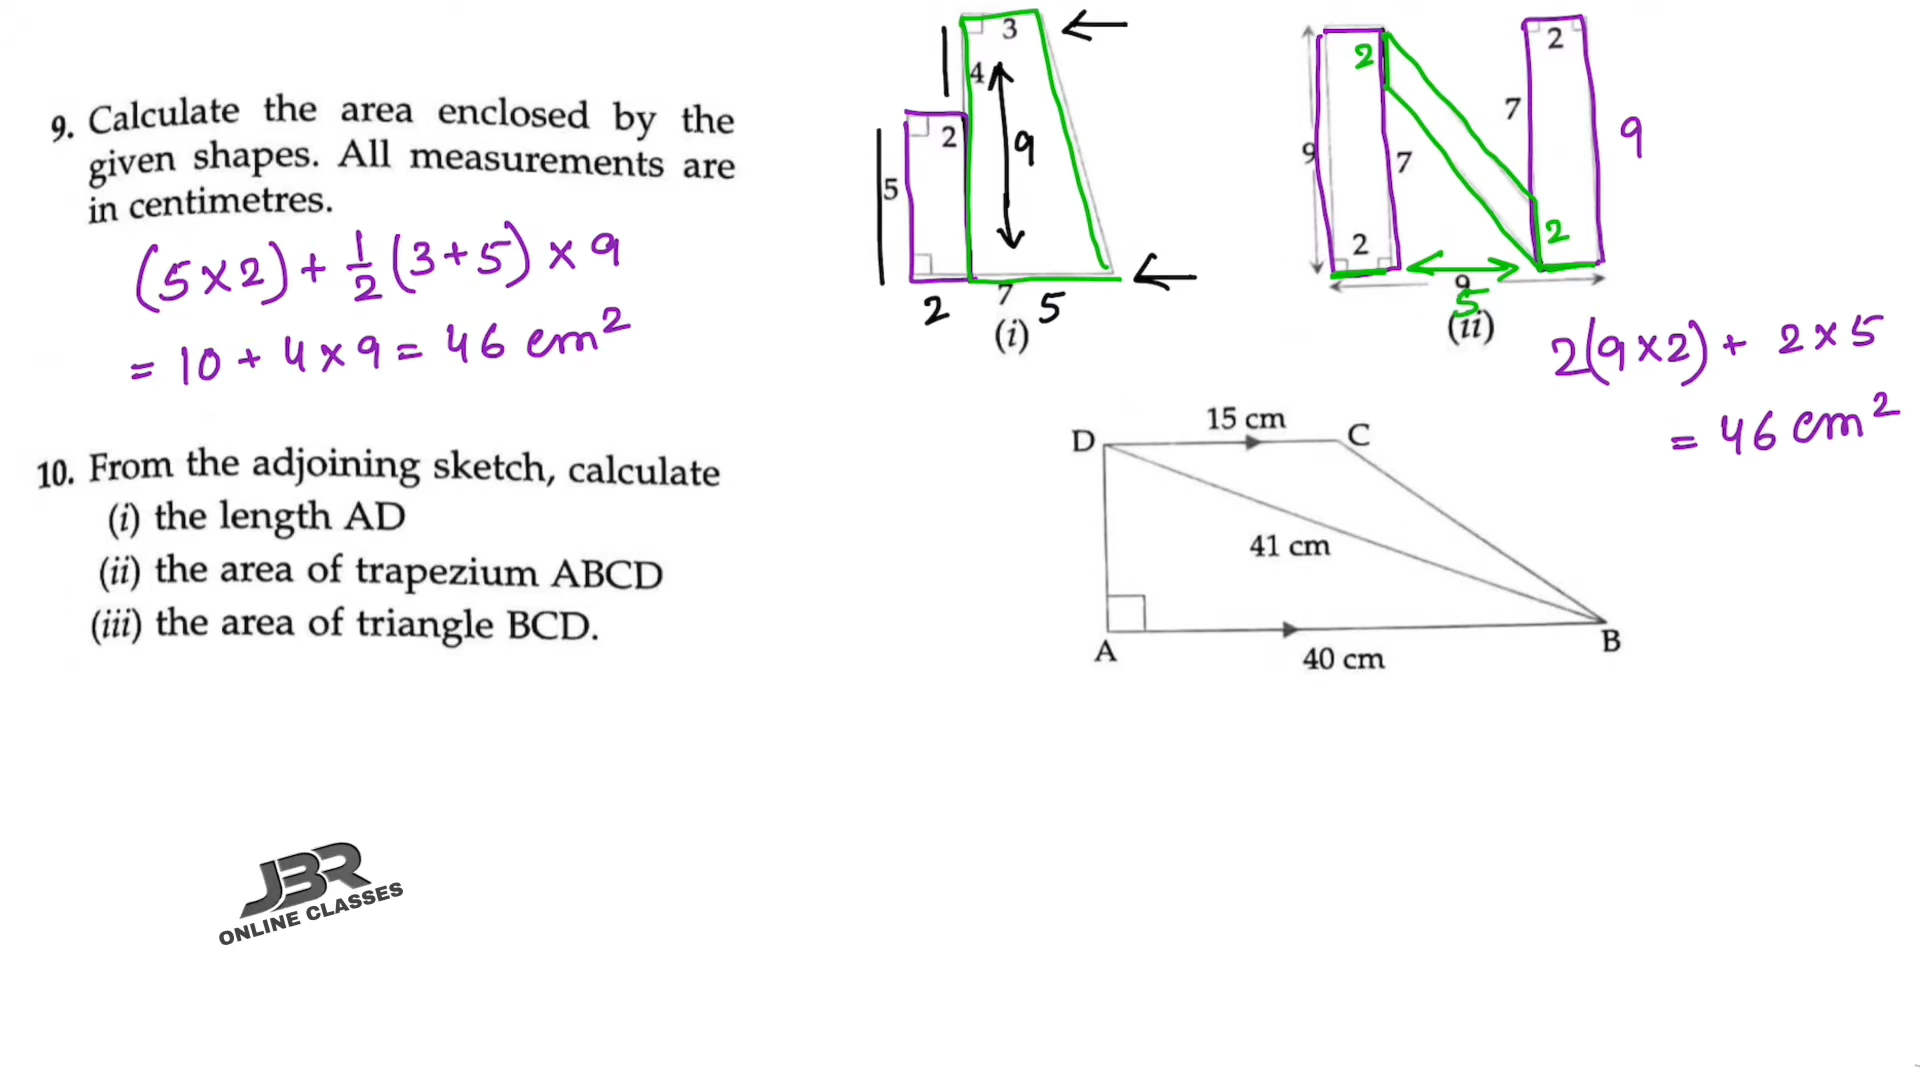 9. Calculate the area enclosed by the
given shapes. All measurements are
in centimetres.
(5×2) + 1/2 (3+5) × 9
= 10 + 4 × 9 = 46 cm²
3
4
9
2
5
2
7
5
(i)
2
2
7
9
9
7
2
2
9
5
(ii)
2(9×2) + 2×5
= 46 cm²
10. From the adjoining sketch, calculate
(i) the length AD
(ii) the area of trapezium ABCD
(iii) the area of triangle BCD.
15 cm
D
C
41 cm
A
B
40 cm
JBR
ONLINE CLASSES